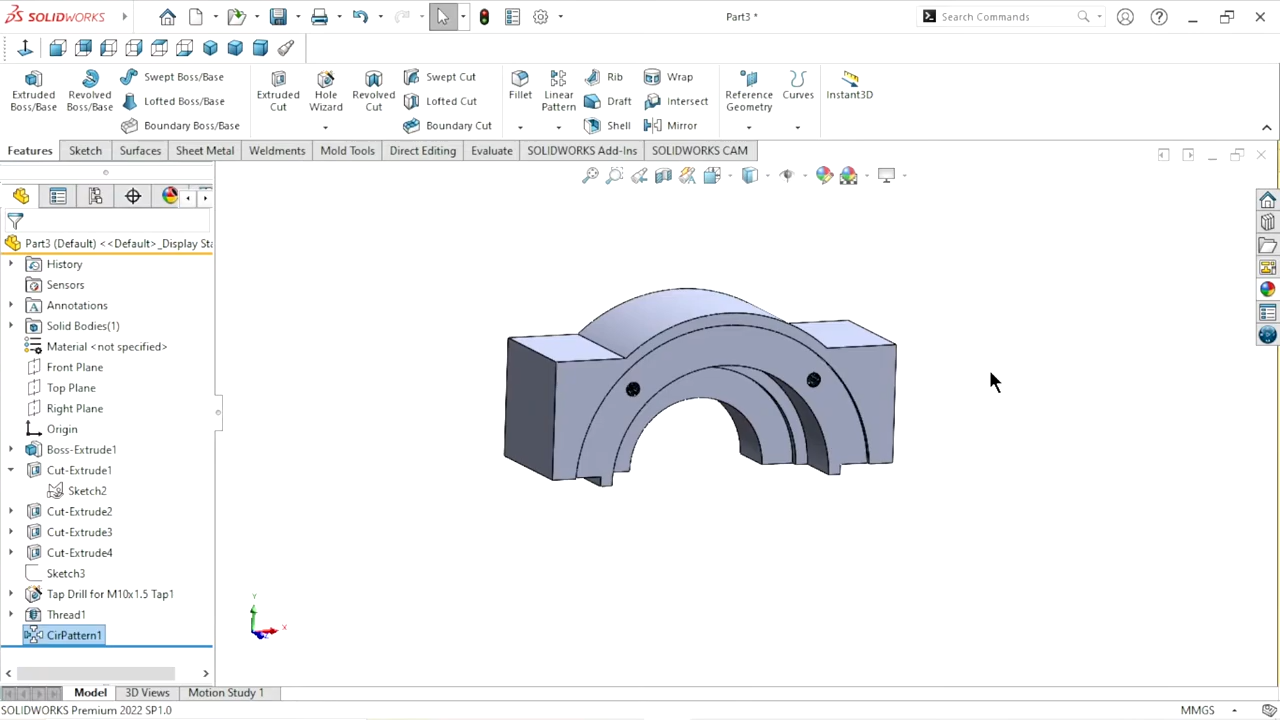 SOLIDWORKS
Part3 *
Search Commands
Extruded Boss/Base
Revolved Boss/Base
Swept Boss/Base
Lofted Boss/Base
Boundary Boss/Base
Extruded Cut
Hole Wizard
Revolved Cut
Swept Cut
Lofted Cut
Boundary Cut
Fillet
Linear Pattern
Rib
Draft
Shell
Wrap
Intersect
Mirror
Reference Geometry
Curves
Instant3D
Features
Sketch
Surfaces
Sheet Metal
Weldments
Mold Tools
Direct Editing
Evaluate
SOLIDWORKS Add-Ins
SOLIDWORKS CAM
Part3 (Default) <<Default>_Display Sta
History
Sensors
Annotations
Solid Bodies(1)
Material <not specified>
Front Plane
Top Plane
Right Plane
Origin
Boss-Extrude1
Cut-Extrude1
Sketch2
Cut-Extrude2
Cut-Extrude3
Cut-Extrude4
Sketch3
Tap Drill for M10x1.5 Tap1
Thread1
CirPattern1
Y
X
Model
3D Views
Motion Study 1
SOLIDWORKS Premium 2022 SP1.0
MMGS